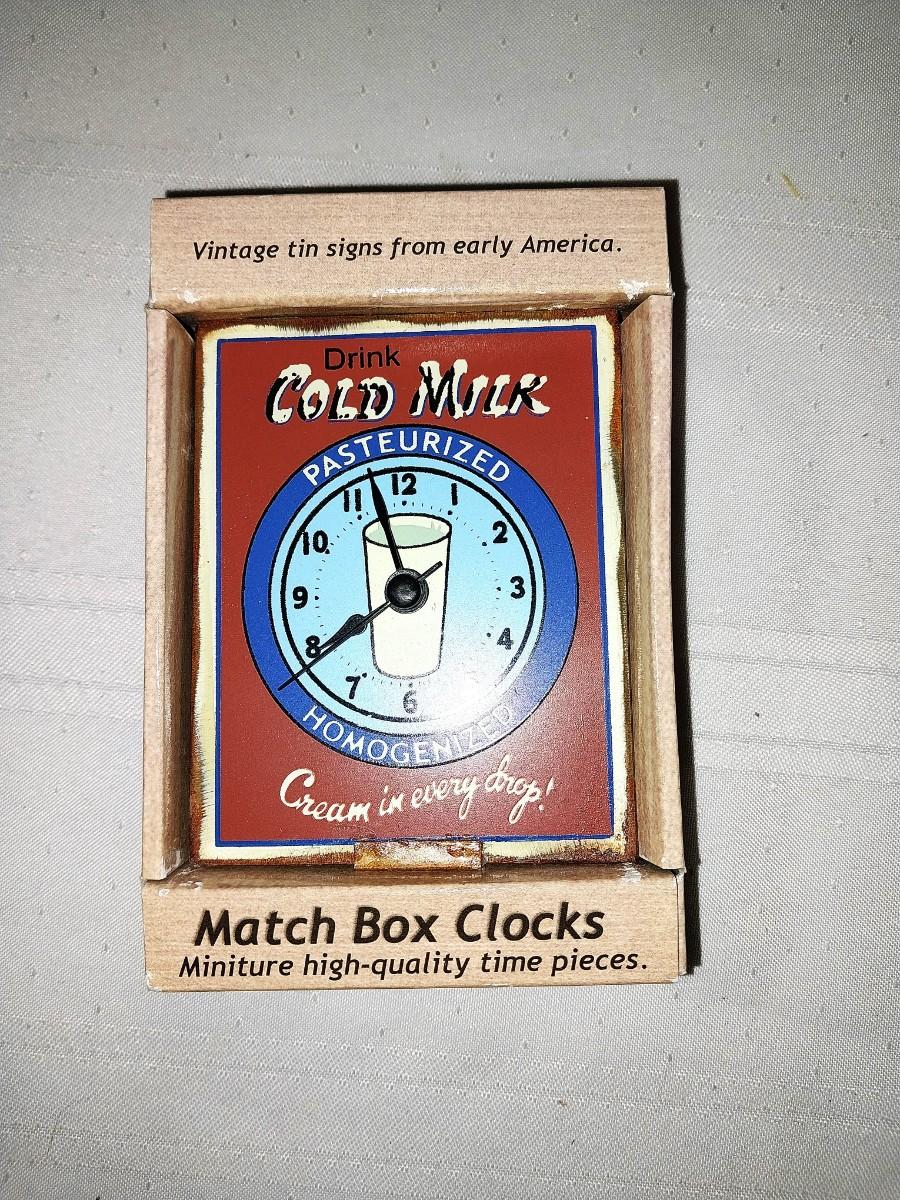 Vintage tin signs from early America.
Drink
COLD MILK
PASTEURIZED
12
1
2
3
4
6
7
8
9
10
11
HOMOGENIZED
Cream in every drop!
Match Box Clocks
Miniture high-quality time pieces.